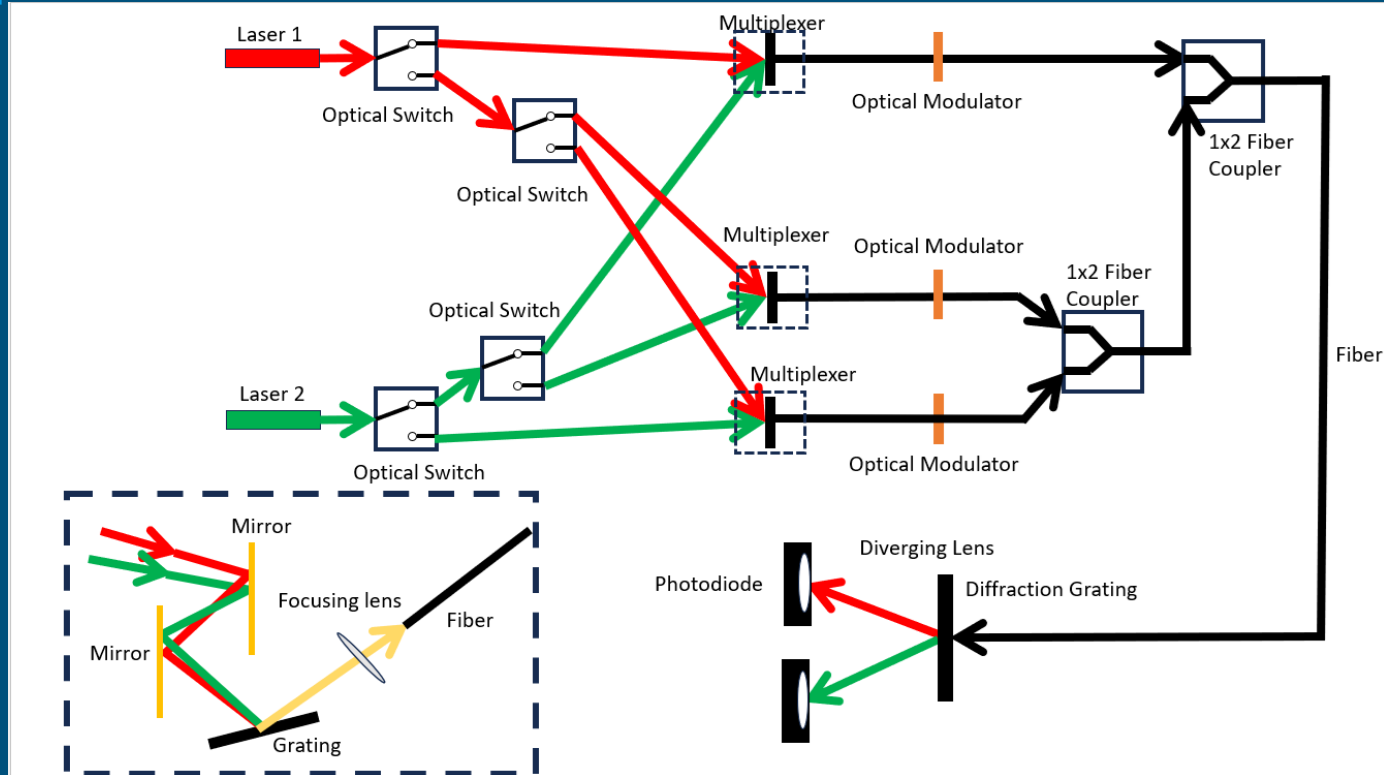 Laser 1
Optical Switch
Optical Switch
Multiplexer
Optical Modulator
1x2 Fiber
Coupler
Multiplexer
Optical Modulator
1x2 Fiber
Coupler
Optical Switch
Laser 2
Optical Switch
Multiplexer
Optical Modulator
Fiber
Mirror
Mirror
Focusing lens
Fiber
Grating
Photodiode
Diverging Lens
Diffraction Grating